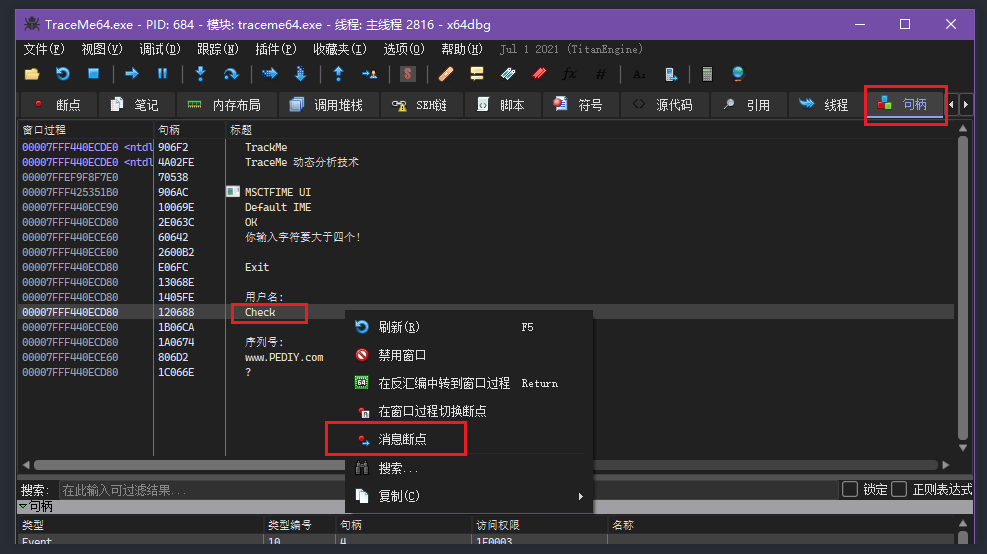 TraceMe64.exe - PID: 684 - 模块: traceme64.exe - 线程: 主线程 2816 - x64dbg
文件(F) 视图(V) 调试(D) 跟踪(N) 插件(P) 收藏夹(I) 选项(O) 帮助(H) Jul 1 2021 (TitanEngine)
断点 笔记 内存布局 调用堆栈 SEH链 脚本 符号 源代码 引用 线程 句柄
窗口过程 句柄 标题
00007FFF440ECDE0 <ntdl 906F2 TrackMe
00007FFF440ECDE0 <ntdl 4A02FE TraceMe 动态分析技术
00007FFEF9F8F7E0 70538
00007FFF425351B0 906AC MSCTFIME UI
00007FFF440ECE90 10069E Default IME
00007FFF440ECD80 2E063C OK
00007FFF440ECE60 60642 你输入字符要大于四个!
00007FFF440ECE00 2600B2
00007FFF440ECD80 E06FC Exit
00007FFF440ECD80 13068E
00007FFF440ECD80 1405FE 用户名:
00007FFF440ECD80 120688 Check
00007FFF440ECE00 1B06CA
00007FFF440ECD80 1A0674 序列号:
00007FFF440ECE60 806D2 www.PEDIY.com
00007FFF440ECD80 1C066E ?
刷新(R) F5
禁用窗口
在反汇编中转到窗口过程 Return
在窗口过程切换断点
消息断点
搜索...
复制(C)
搜索: 在此输入可过滤结果... 锁定 正则表达式
句柄
类型 类型编号 句柄 访问权限 名称
Event 10 4 1F0003